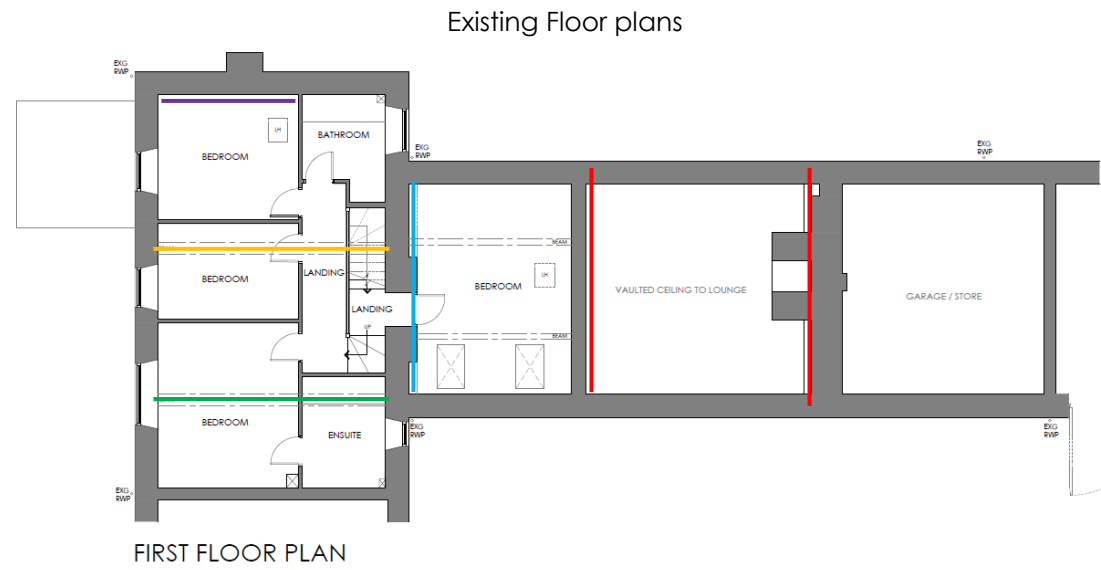 Existing Floor plans
EXG
RWP
LH
BATHROOM
BEDROOM
EXG
RWP
EXG
RWP
BEAM
BEDROOM
LANDING
LH
BEDROOM
VAULTED CEILING TO LOUNGE
GARAGE / STORE
LANDING
UP
BEAM
BEDROOM
ENSUITE
EXG
RWP
EXG
RWP
EXG
RWP
FIRST FLOOR PLAN